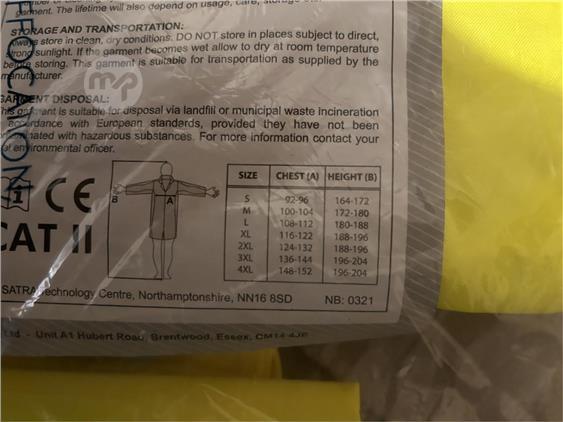 garment. The lifetime will also depend on usage, care, storage
STORAGE AND TRANSPORTATION:
Always store in clean, dry conditions. DO NOT store in places subject to direct,
strong sunlight. If the garment becomes wet allow to dry at room temperature
before storing. This garment is suitable for transportation as supplied by the
manufacturer.
GARMENT DISPOSAL:
This garment is suitable for disposal via landfill or municipal waste incineration
accordance with European standards, provided they have not been
with hazardous substances. For more information contact your
environmental officer.
SUFFOCATION
1 CE
CAT II
B A
SIZE CHEST (A) HEIGHT (B)
S 92-96 164-172
M 100-104 172-180
L 108-112 180-188
XL 116-122 188-196
2XL 124-132 188-196
3XL 136-144 196-204
4XL 148-152 196-204
SATRA Technology Centre, Northamptonshire, NN16 8SD NB: 0321
Ltd - Unit A1 Hubert Road, Brentwood, Essex, CM14 4JE